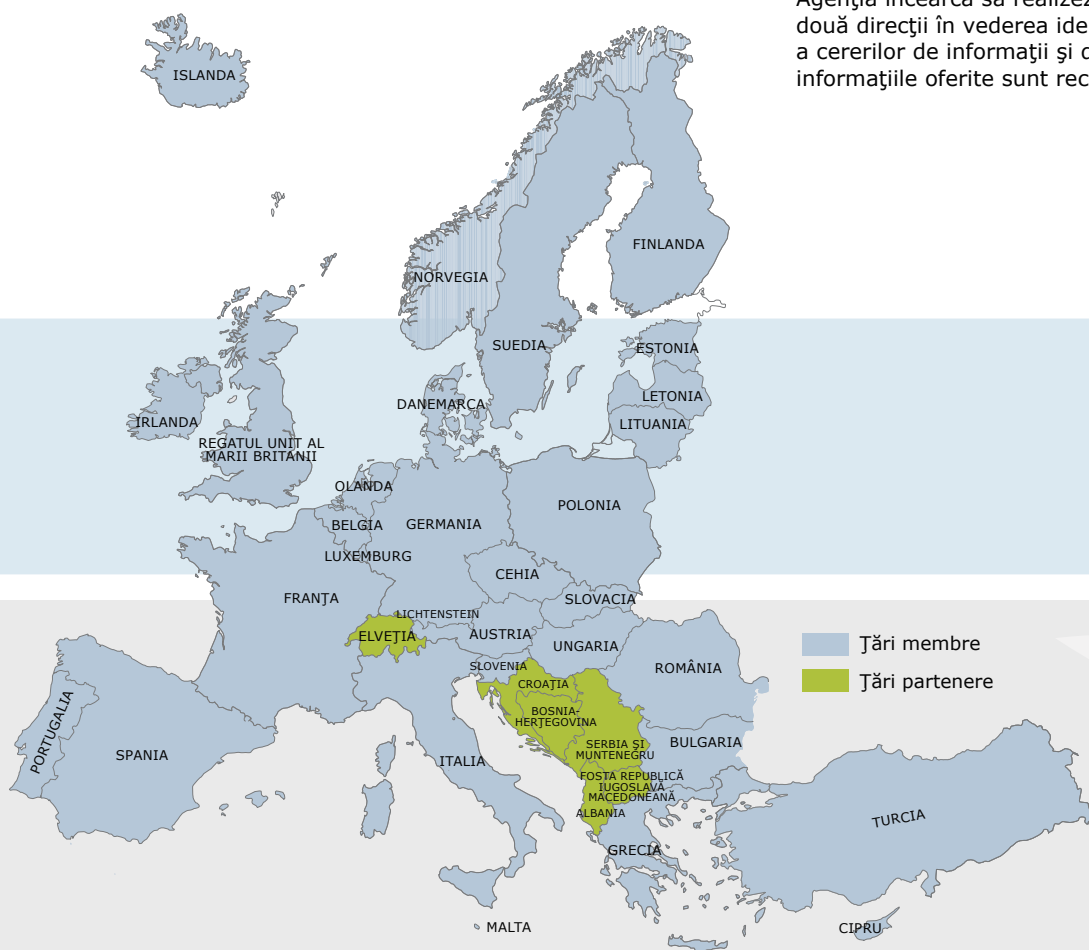 Agenţia încearcă să
două direcţii în vederea
a cererilor de informaţii şi
informaţiile oferite sunt
ISLANDA
FINLANDA
NORVEGIA
SUEDIA
ESTONIA
LETONIA
DANEMARCA
LITUANIA
IRLANDA
REGATUL UNIT AL
MARII BRITANII
OLANDA
POLONIA
BELGIA
GERMANIA
LUXEMBURG
CEHIA
FRANŢA
SLOVACIA
LICHTENSTEIN
ELVEŢIA
AUSTRIA
UNGARIA
Ţări membre
SLOVENIA
ROMÂNIA
CROAŢIA
Ţări partenere
BOSNIA-
HERŢEGOVINA
PORTUGALIA
SPANIA
ITALIA
SERBIA ŞI
MUNTENEGRU
BULGARIA
FOSTA REPUBLICĂ
IUGOSLAVĂ
MACEDONEANĂ
ALBANIA
TURCIA
GRECIA
MALTA
CIPRU